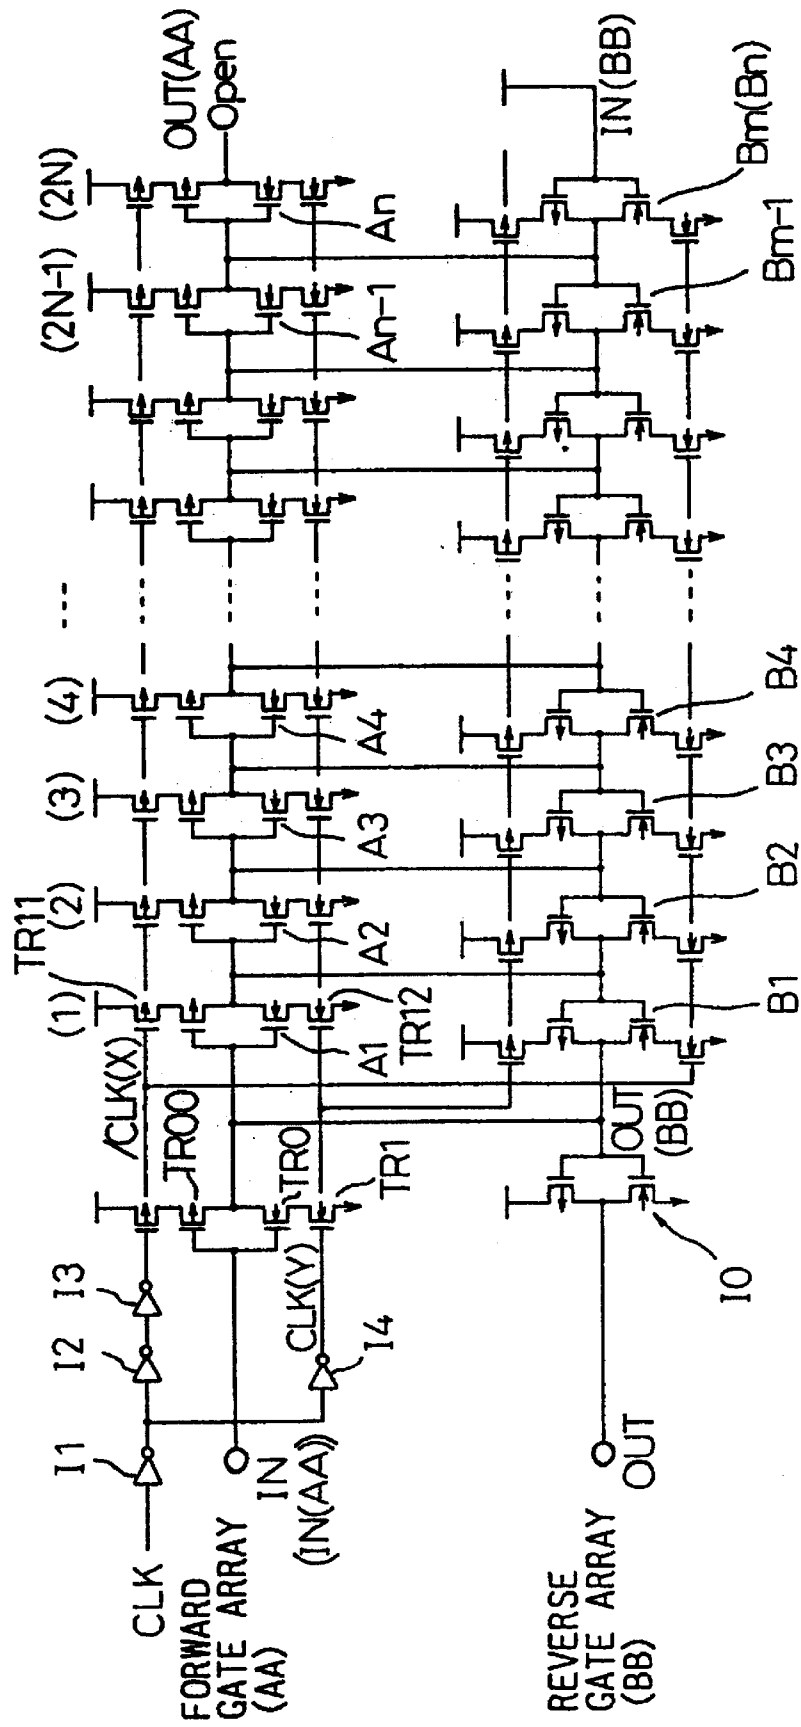 CLK
I1
I2
I3
I4
/CLK(X)
CLK(Y)
FORWARD
GATE ARRAY
(AA)
IN
(IN(AA))
TR00
TR0
TR1
TR11
TR12
(1)
(2)
(3)
(4)
---
(2N-1)
(2N)
A1
A2
A3
A4
An-1
An
OUT(AA)
Open
REVERSE
GATE ARRAY
(BB)
OUT
I0
OUT
(BB)
B1
B2
B3
B4
Bm-1
Bm(Bn)
IN(BB)